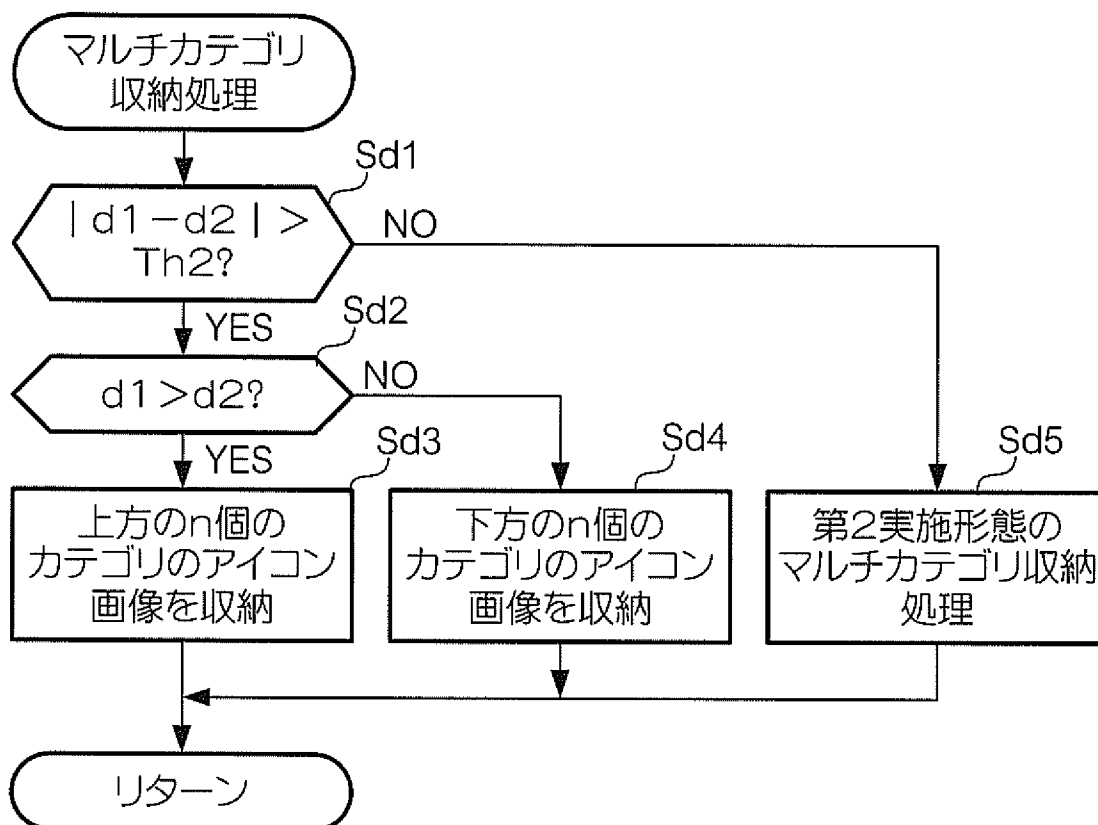 マルチカテゴリ
収納処理
Sd1
|d1-d2|>
Th2?
NO
YES
Sd2
d1>d2?
NO
YES
Sd3
上方のn個の
カテゴリのアイコン
画像を収納
Sd4
下方のn個の
カテゴリのアイコン
画像を収納
Sd5
第2実施形態の
マルチカテゴリ収納
処理
リターン